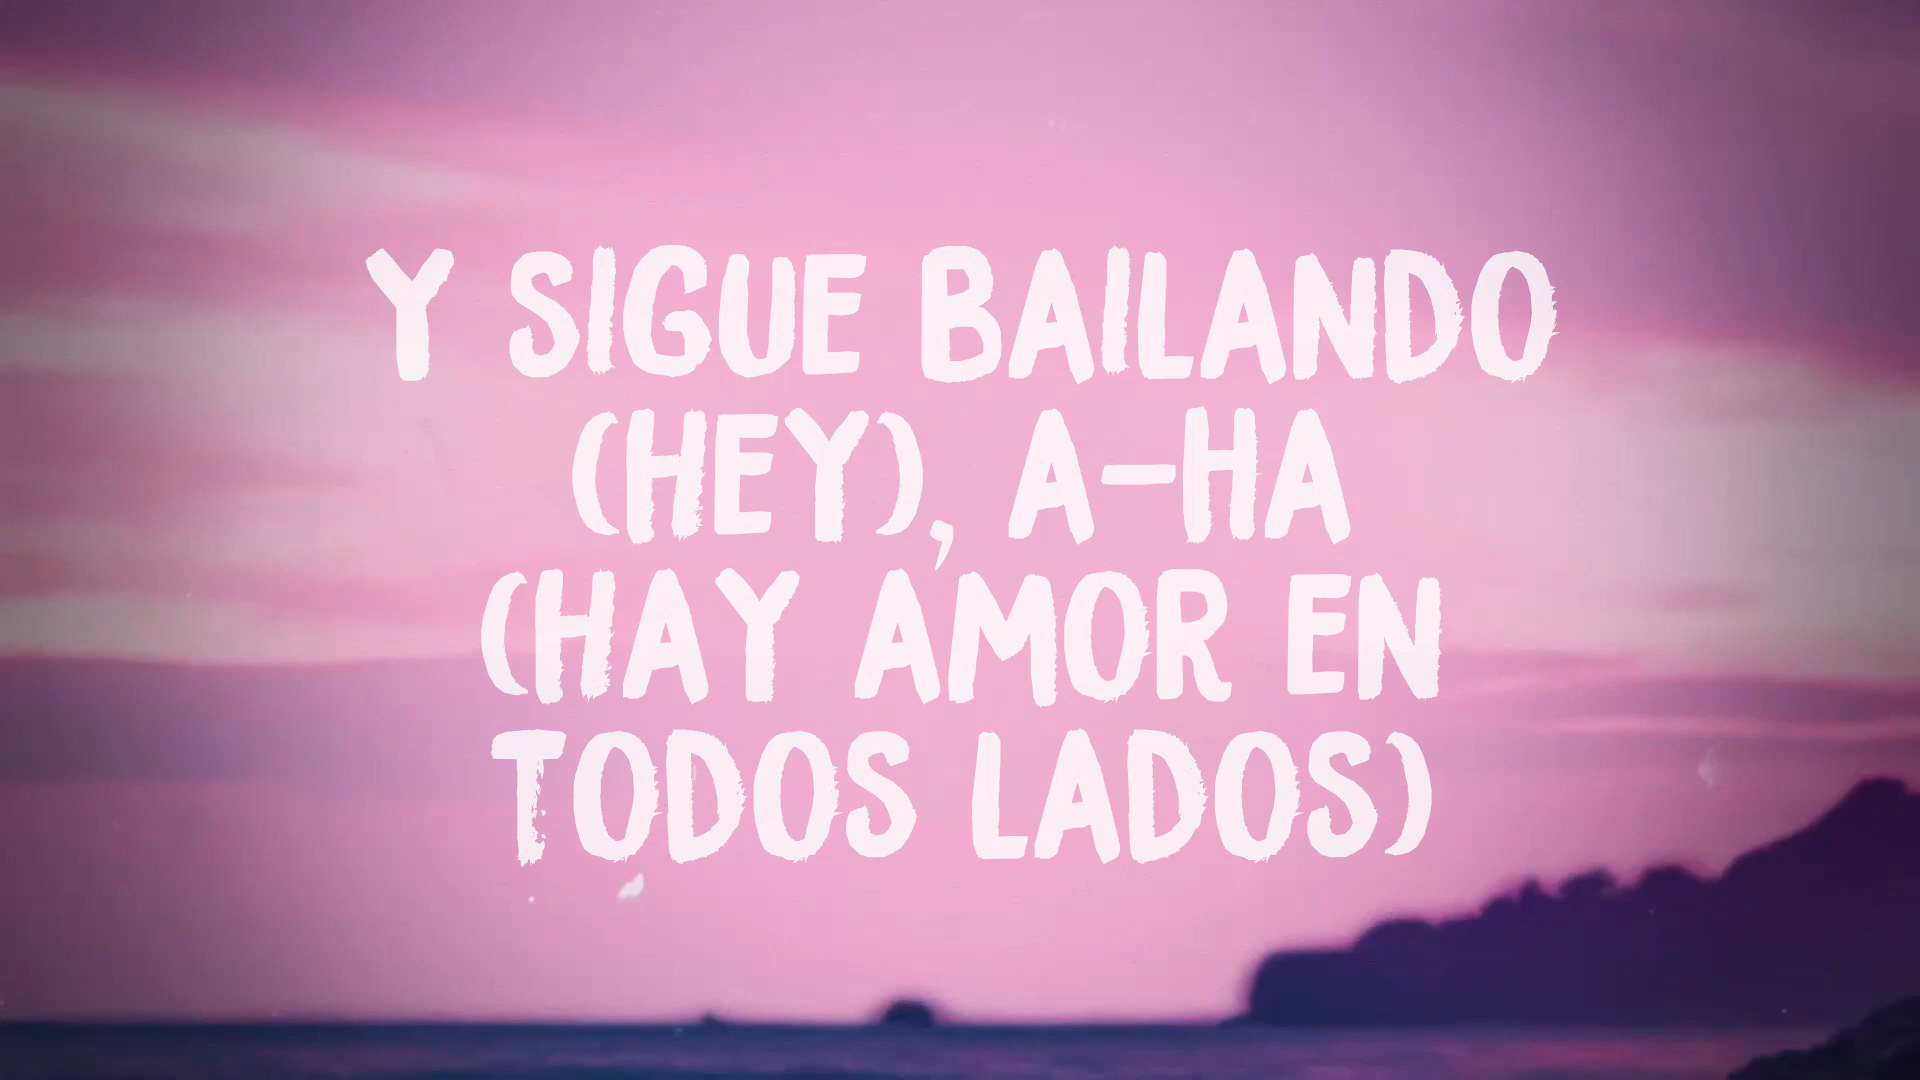 Y SIGUE BAILANDO
(HEY), A-HA
(HAY AMOR EN
TODOS LADOS)